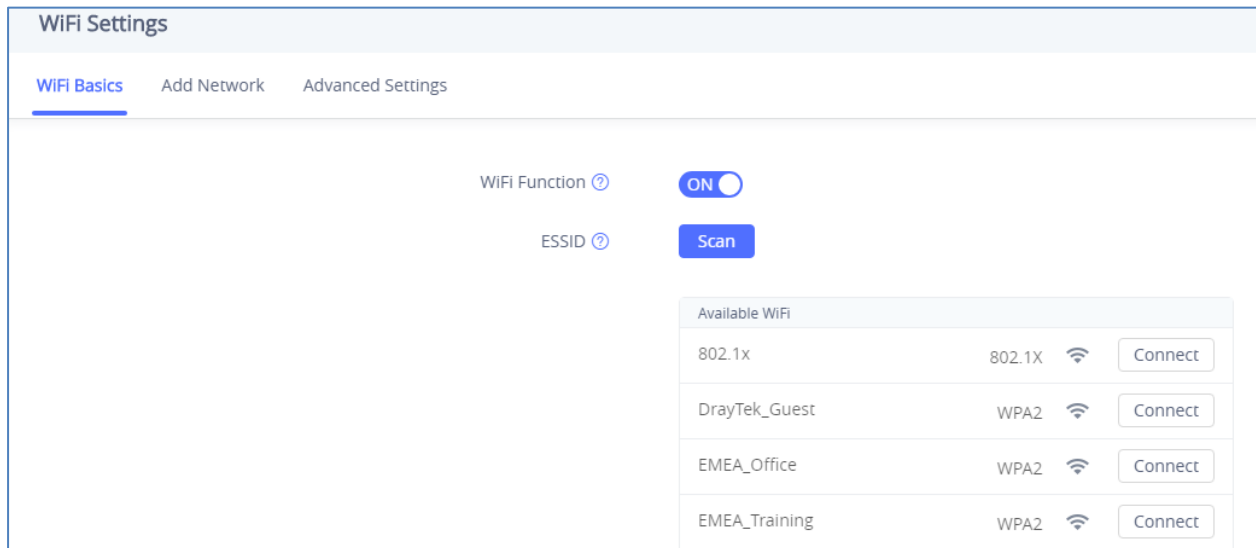 WiFi Settings
WiFi Basics Add Network Advanced Settings
WiFi Function ?
ON
ESSID ?
Scan
Available WiFi
802.1x 802.1X Connect
DrayTek_Guest WPA2 Connect
EMEA_Office WPA2 Connect
EMEA_Training WPA2 Connect